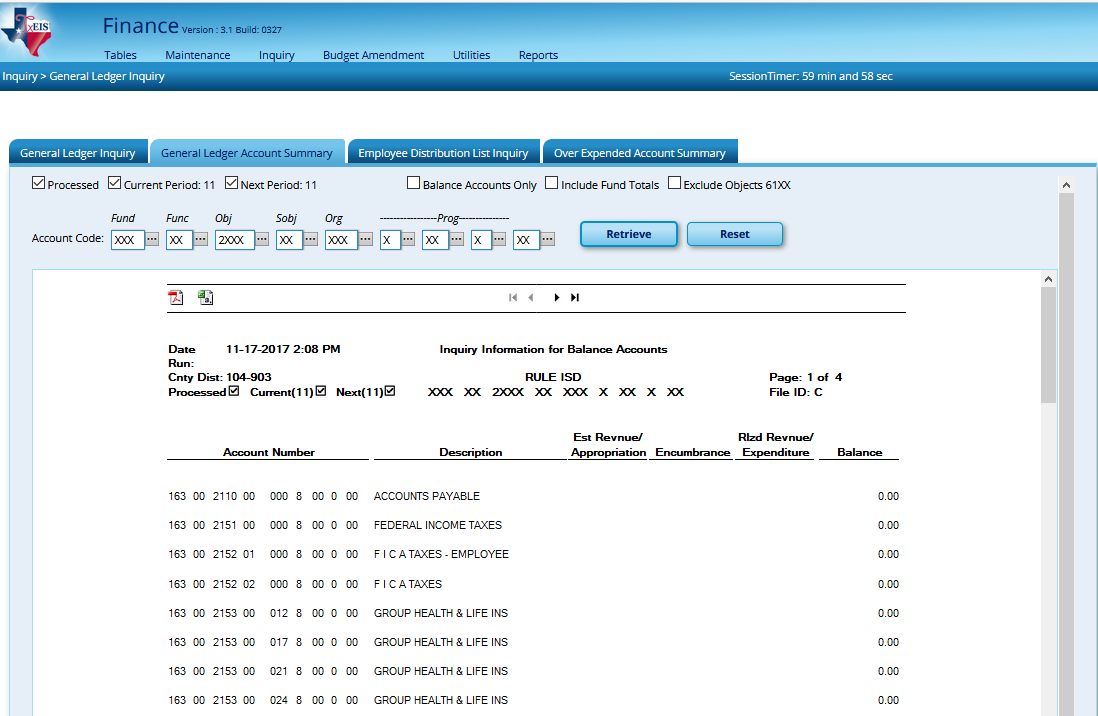 xEIS
Finance Version : 3.1 Build: 0327
Tables Maintenance Inquiry Budget Amendment Utilities Reports
Inquiry > General Ledger Inquiry SessionTimer: 59 min and 58 sec
General Ledger Inquiry General Ledger Account Summary Employee Distribution List Inquiry Over Expended Account Summary
Processed Current Period: 11 Next Period: 11 Balance Accounts Only Include Fund Totals Exclude Objects 61XX
Fund Func Obj Sobj Org -----------------Prog---------------
Account Code: XXX ... XX ... 2XXX ... XX ... XXX ... X ... XX ... X ... XX ... Retrieve Reset
Date Run: 11-17-2017 2:08 PM Inquiry Information for Balance Accounts
Cnty Dist: 104-903 RULE ISD Page: 1 of 4
Processed Current(11) Next(11) XXX XX 2XXX XX XXX X XX X XX File ID: C
Est Revnue/ Rlzd Revnue/
Account Number Description Appropriation Encumbrance Expenditure Balance
163 00 2110 00 000 8 00 0 00 ACCOUNTS PAYABLE 0.00
163 00 2151 00 000 8 00 0 00 FEDERAL INCOME TAXES 0.00
163 00 2152 01 000 8 00 0 00 F I C A TAXES - EMPLOYEE 0.00
163 00 2152 02 000 8 00 0 00 F I C A TAXES 0.00
163 00 2153 00 012 8 00 0 00 GROUP HEALTH & LIFE INS 0.00
163 00 2153 00 017 8 00 0 00 GROUP HEALTH & LIFE INS 0.00
163 00 2153 00 021 8 00 0 00 GROUP HEALTH & LIFE INS 0.00
163 00 2153 00 024 8 00 0 00 GROUP HEALTH & LIFE INS 0.00